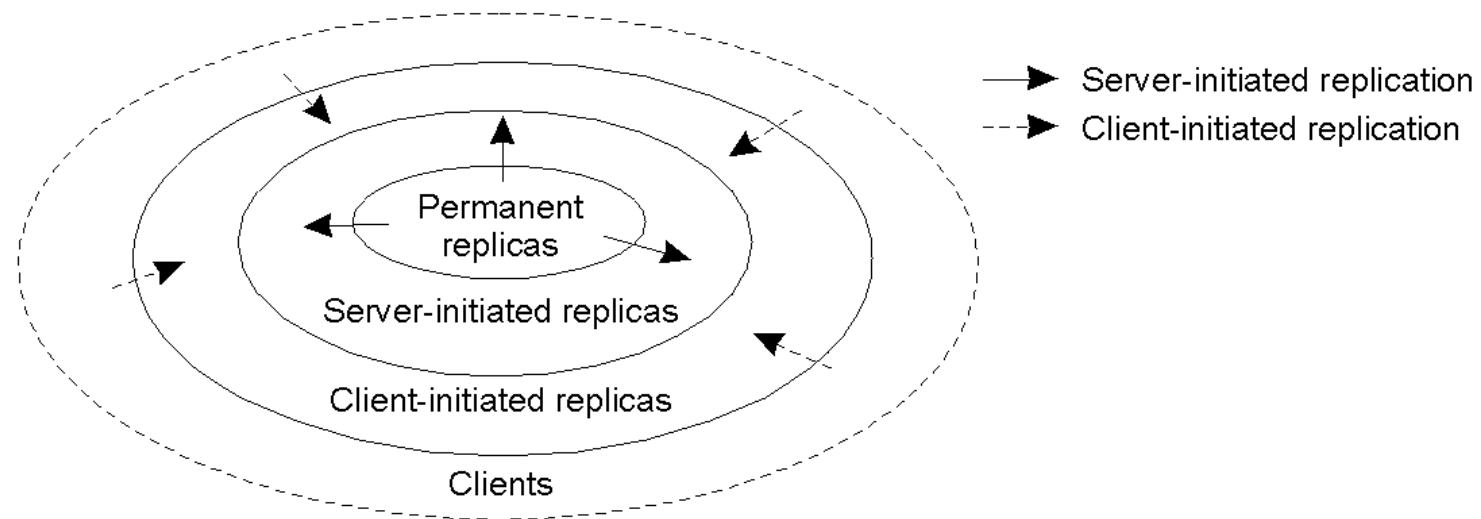 Server-initiated replication
Client-initiated replication
Permanent
replicas
Server-initiated replicas
Client-initiated replicas
Clients